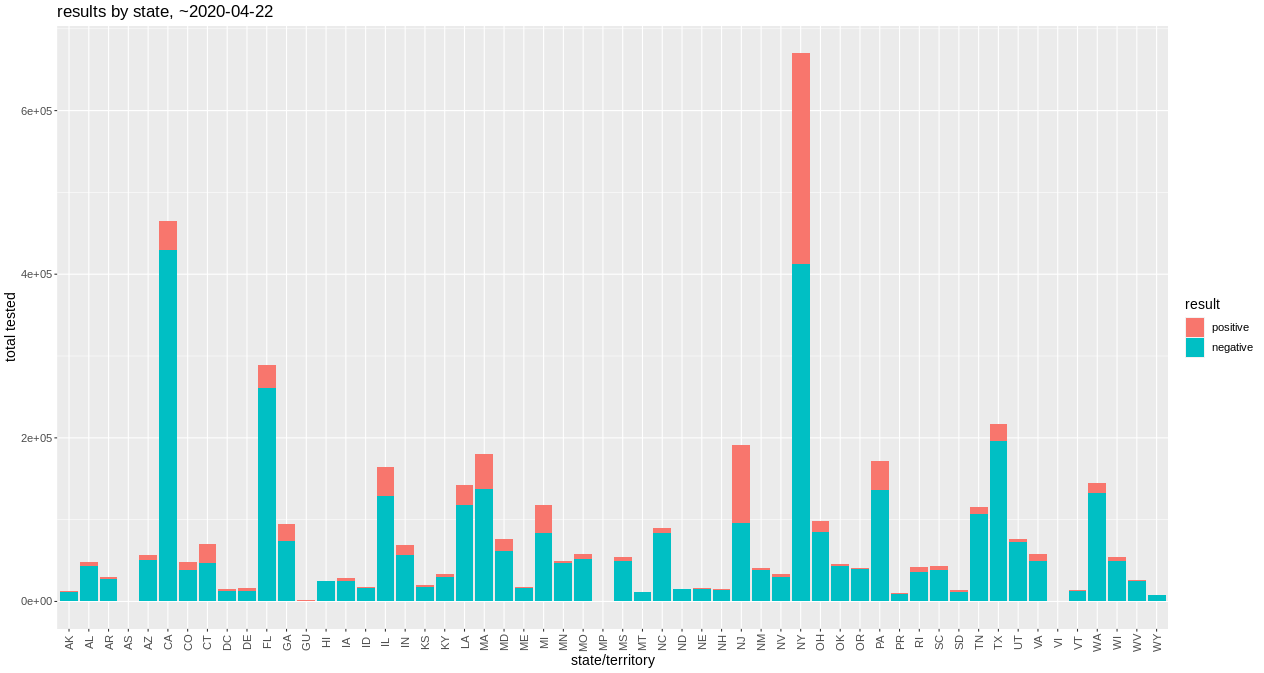 results by state, ~2020-04-22
total tested
6e+05
4e+05
2e+05
0e+00
AK AL AR AS AZ CA CO CT DC DE FL GA GU HI IA ID IL IN KS KY LA MA MD ME MI MN MO MP MS MT NC ND NE NH NJ NM NV NY OH OK OR PA PR RI SC SD TN TX UT VA VI VT WA WI WV WY
state/territory
result
positive
negative